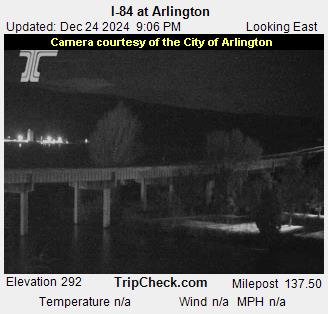 I-84 at Arlington
Updated: Dec 24 2024 9:06 PM Looking East
Camera courtesy of the City of Arlington
Elevation 292 TripCheck.com Milepost 137.50
Temperature n/a Wind n/a MPH n/a